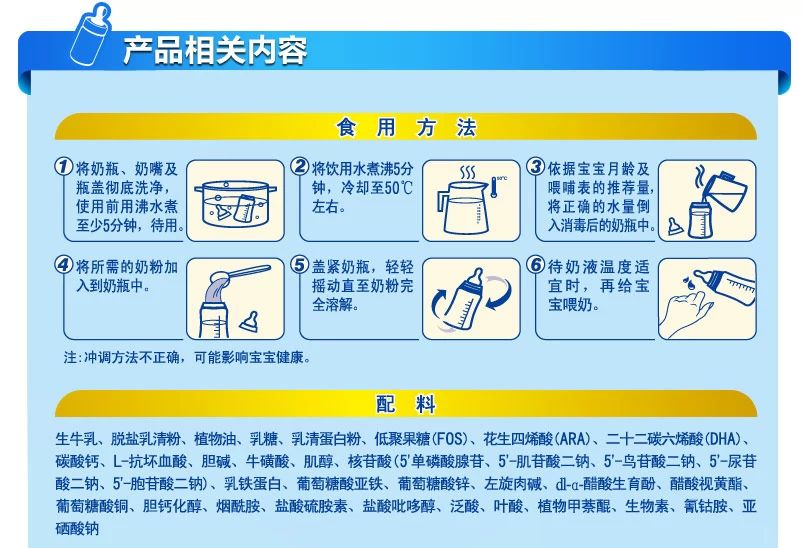 产品相关内容
食用方法
① 将奶瓶、奶嘴及
瓶盖彻底洗净，
使用前用沸水煮
至少5分钟，待用。
② 将饮用水煮沸5分
钟，冷却至50℃
左右。
50℃
③ 依据宝宝月龄及
喂哺表的推荐量，
将正确的水量倒
入消毒后的奶瓶中。
④ 将所需的奶粉加
入到奶瓶中。
⑤ 盖紧奶瓶，轻轻
摇动直至奶粉完
全溶解。
⑥ 待奶液温度适
宜时，再给宝
宝喂奶。
注:冲调方法不正确，可能影响宝宝健康。
配料
生牛乳、脱盐乳清粉、植物油、乳糖、乳清蛋白粉、低聚果糖(FOS)、花生四烯酸(ARA)、二十二碳六烯酸(DHA)、
碳酸钙、L-抗坏血酸、胆碱、牛磺酸、肌醇、核苷酸(5'单磷酸腺苷、5'-肌苷酸二钠、5'-鸟苷酸二钠、5'-尿苷
酸二钠、5'-胞苷酸二钠)、乳铁蛋白、葡萄糖酸亚铁、葡萄糖酸锌、左旋肉碱、dl-α-醋酸生育酚、醋酸视黄酯、
葡萄糖酸铜、胆钙化醇、烟酰胺、盐酸硫胺素、盐酸吡哆醇、泛酸、叶酸、植物甲萘醌、生物素、氰钴胺、亚
硒酸钠